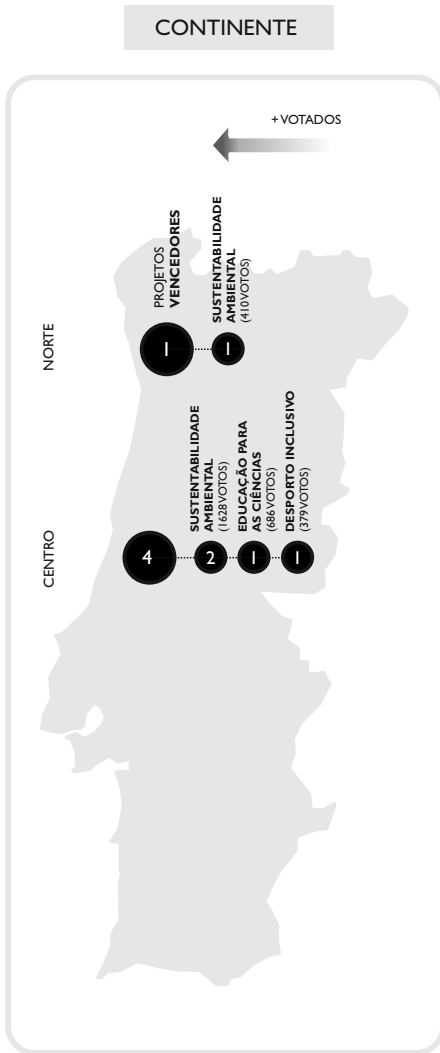 CONTINENTE
+ VOTADOS
NORTE
PROJETOS
VENCEDORES
1
SUSTENTABILIDADE
AMBIENTAL
(410 VOTOS)
1
CENTRO
4
SUSTENTABILIDADE
AMBIENTAL
(1628 VOTOS)
2
EDUCAÇÃO PARA
AS CIÊNCIAS
(686 VOTOS)
1
DESPORTO INCLUSIVO
(379 VOTOS)
1